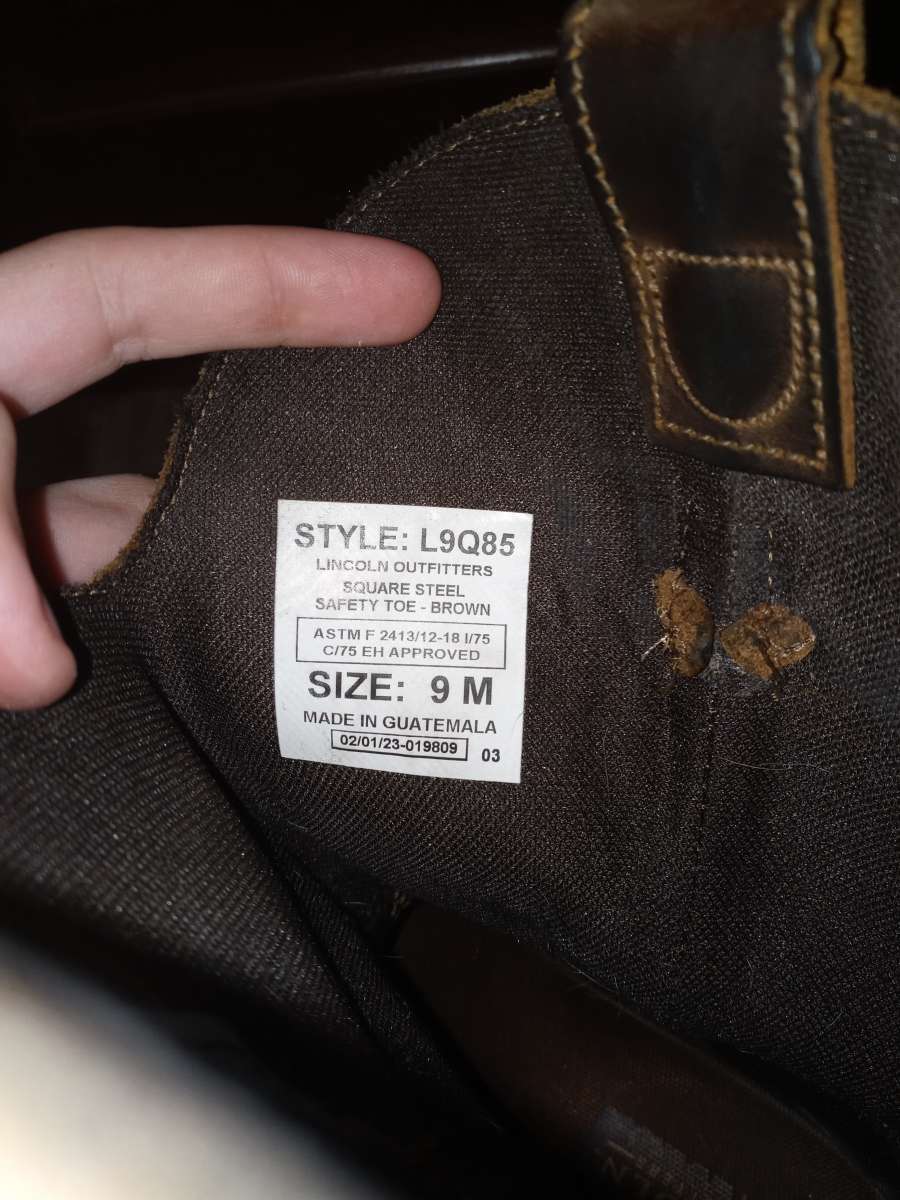 STYLE: L9Q85
LINCOLN OUTFITTERS
SQUARE STEEL
SAFETY TOE - BROWN
ASTM F 2413/12-18 I/75
C/75 EH APPROVED
SIZE: 9 M
MADE IN GUATEMALA
02/01/23-019809 03